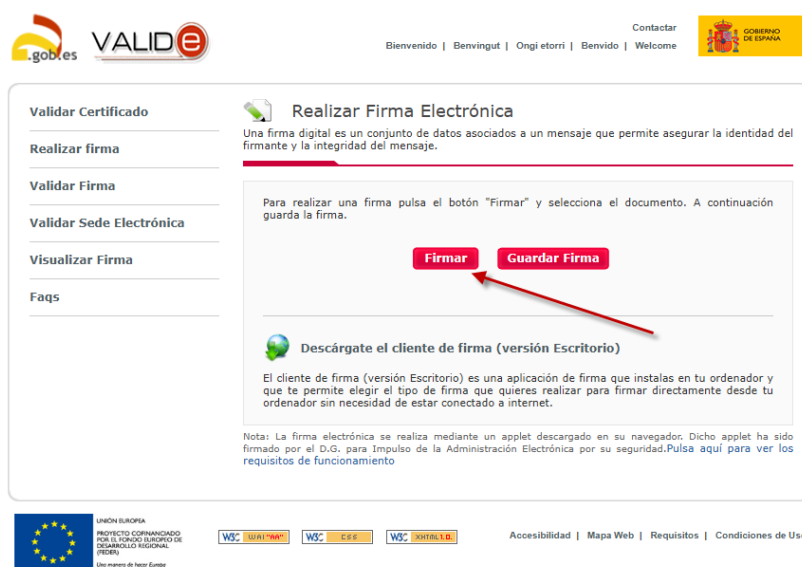 Contactar
.gob.es VALIDe
Bienvenido | Benvingut | Ongi etorri | Benvido | Welcome
GOBIERNO
DE ESPAÑA
Validar Certificado
Realizar firma
Validar Firma
Validar Sede Electrónica
Visualizar Firma
Faqs
Realizar Firma Electrónica
Una firma digital es un conjunto de datos asociados a un mensaje que permite asegurar la identidad del
firmante y la integridad del mensaje.
Para realizar una firma pulsa el botón "Firmar" y selecciona el documento. A continuación
guarda la firma.
Firmar Guardar Firma
Descárgate el cliente de firma (versión Escritorio)
El cliente de firma (versión Escritorio) es una aplicación de firma que instalas en tu ordenador y
que te permite elegir el tipo de firma que quieres realizar para firmar directamente desde tu
ordenador sin necesidad de estar conectado a internet.
Nota: La firma electrónica se realiza mediante un applet descargado en su navegador. Dicho applet ha sido
firmado por el D.G. para Impulso de la Administración Electrónica por su seguridad.Pulsa aquí para ver los
requisitos de funcionamiento
UNIÓN EUROPEA
PROYECTO COFINANCIADO
POR EL FONDO EUROPEO DE
DESARROLLO REGIONAL
(FEDER)
Una manera de hacer Europa
W3C WAI "AA" W3C CSS W3C XHTML 1.0.
Accesibilidad | Mapa Web | Requisitos | Condiciones de Uso